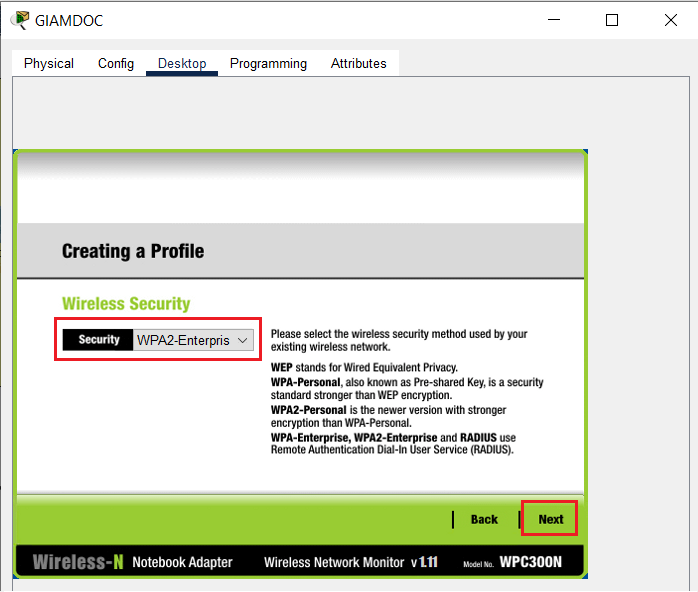 GIAMDOC
Physical Config Desktop Programming Attributes
Creating a Profile
Wireless Security
Security WPA2-Enterpris
Please select the wireless security method used by your
existing wireless network.
WEP stands for Wired Equivalent Privacy.
WPA-Personal, also known as Pre-shared Key, is a security
standard stronger than WEP encryption.
WPA2-Personal is the newer version with stronger
encryption than WPA-Personal.
WPA-Enterprise, WPA2-Enterprise and RADIUS use
Remote Authentication Dial-In User Service (RADIUS).
Back Next
Wireless-N Notebook Adapter Wireless Network Monitor v 1.11 Model No. WPC300N